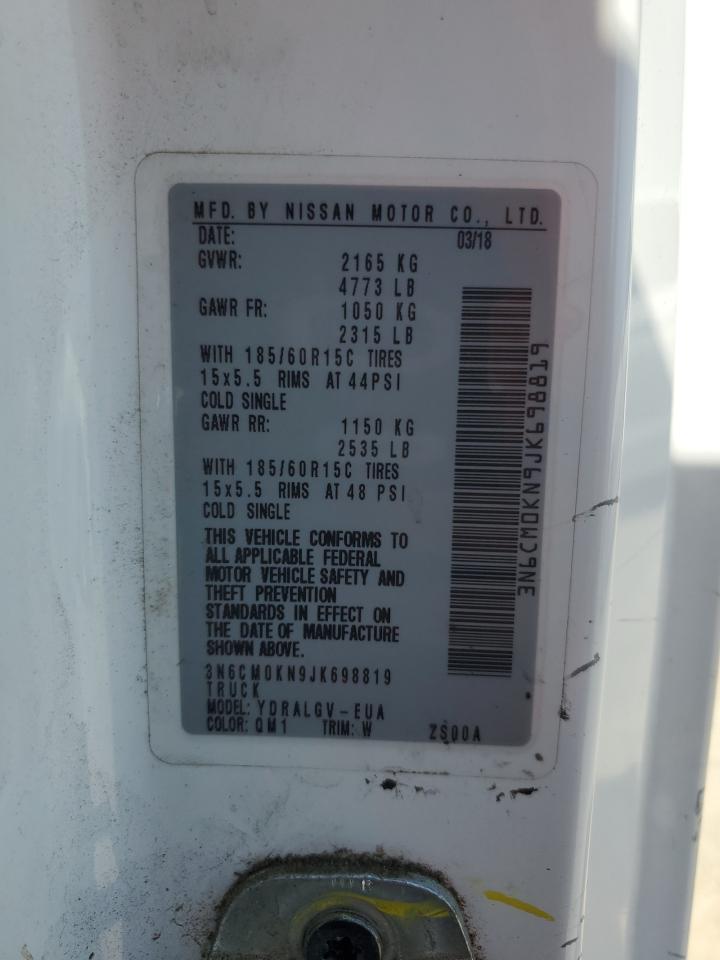 MFD. BY NISSAN MOTOR CO., LTD.
DATE: 03/18
GVWR: 2165 KG
4773 LB
GAWR FR: 1050 KG
2315 LB
WITH 185/60R15C TIRES
15x5.5 RIMS AT 44PSI
COLD SINGLE
GAWR RR: 1150 KG
2535 LB
WITH 185/60R15C TIRES
15x5.5 RIMS AT 48 PSI
COLD SINGLE
THIS VEHICLE CONFORMS TO
ALL APPLICABLE FEDERAL
MOTOR VEHICLE SAFETY AND
THEFT PREVENTION
STANDARDS IN EFFECT ON
THE DATE OF MANUFACTURE
SHOWN ABOVE.
3N6CM0KN9JK698819
TRUCK
MODEL: YDRALGV-EUA
COLOR: QM1 TRIM: W ZS00A
3N6CM0KN9JK698819